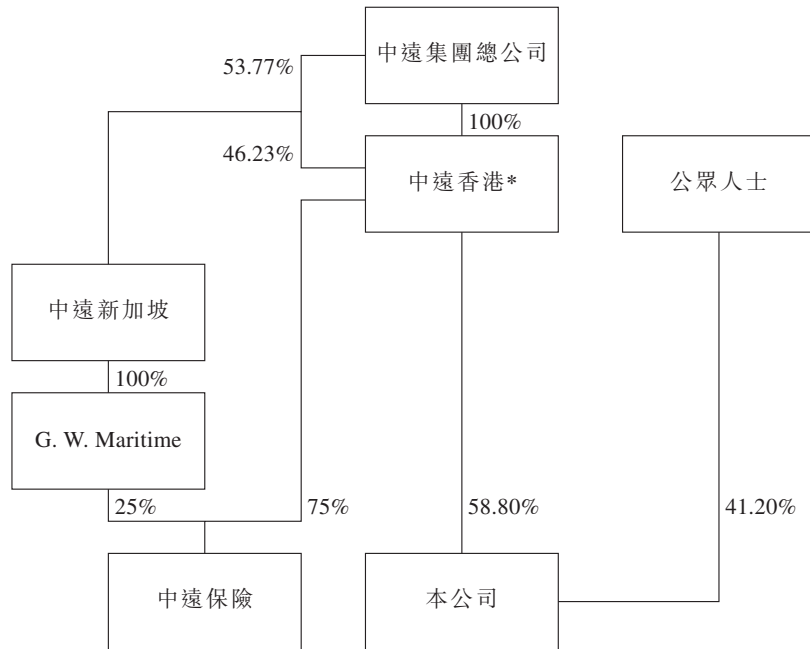 中遠集團總公司
53.77%
100%
46.23%
中遠香港*
公眾人士
中遠新加坡
100%
G. W. Maritime
25%
75%
58.80%
41.20%
中遠保險
本公司